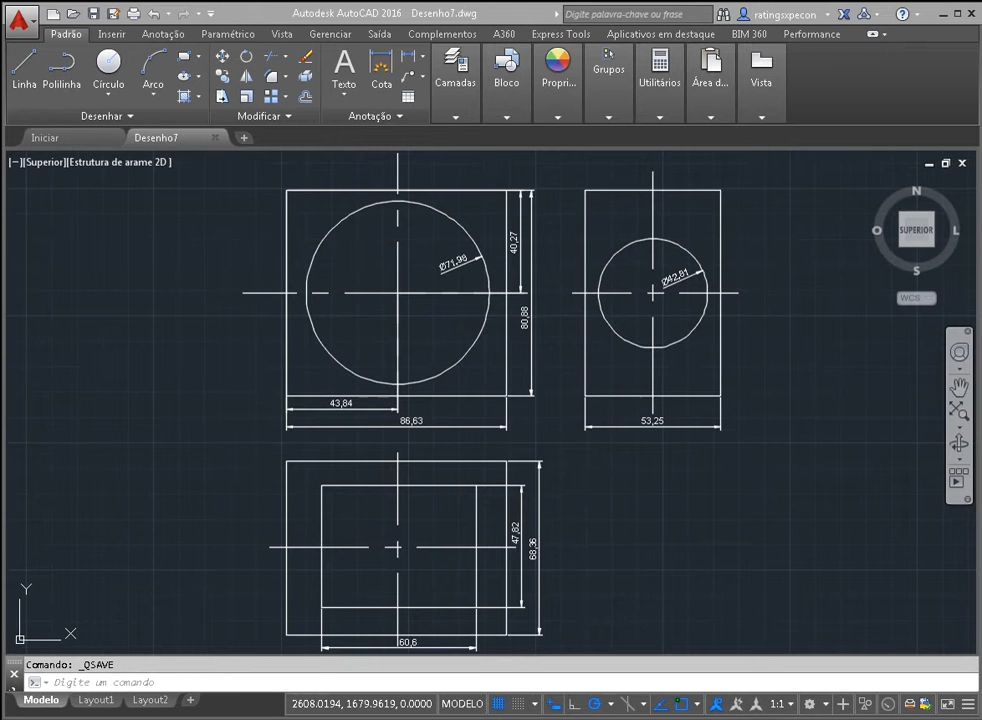 Autodesk AutoCAD 2016 Desenho7.dwg
Digite palavra-chave ou frase
ratingsxpecon
Padrão Inserir Anotação Paramétrico Vista Gerenciar Saída Complementos A360 Express Tools Aplicativos em destaque BIM 360 Performance
Linha Polilinha Círculo Arco Texto Cota Camadas Bloco Propri... Grupos Utilitários Área d... Vista
Desenhar Modificar Anotação
Iniciar Desenho7
[−][Superior][Estrutura de arame 2D ]
N
O SUPERIOR L
S
WCS
40,27
Ø71,98
80,88
43,84
86,63
Ø42,81
53,25
47,82
68,36
60,6
Y
X
Comando: _QSAVE
Digite um comando
Modelo Layout1 Layout2
2608.0194, 1679.9619, 0.0000 MODELO 1:1